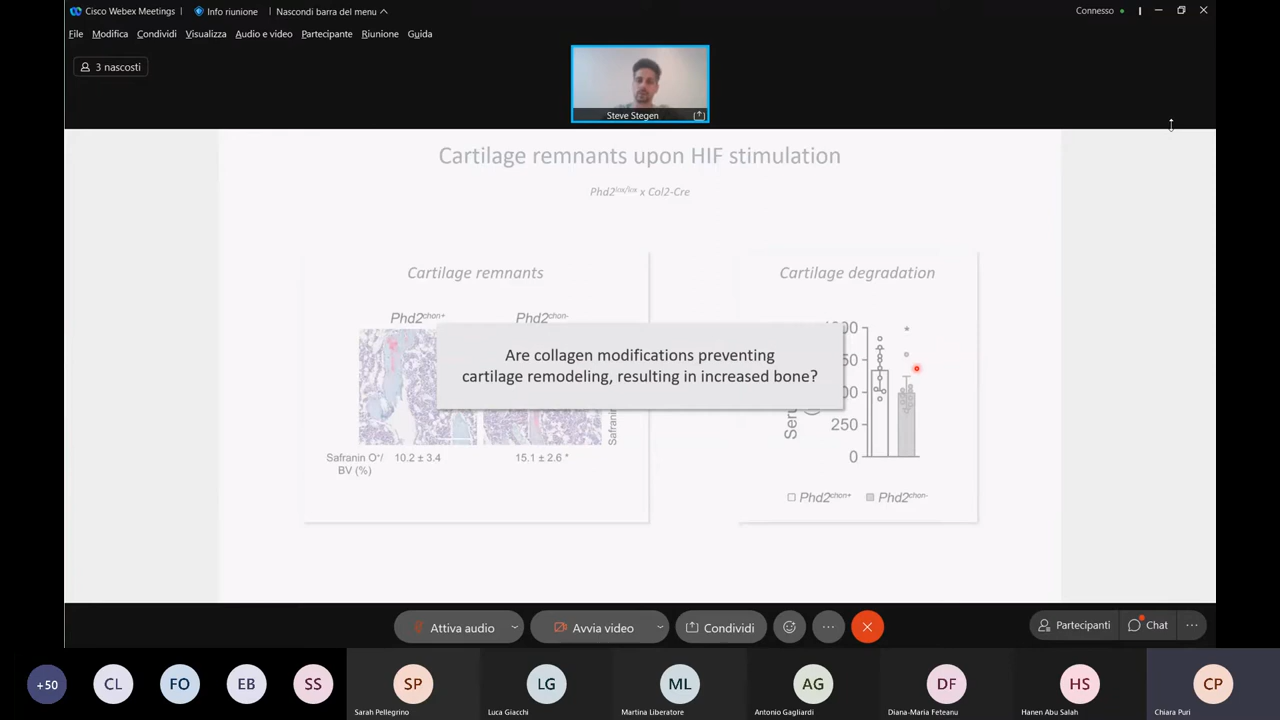 Cisco Webex Meetings
Info riunione
Nascondi barra del menu
Connesso
File Modifica Condividi Visualizza Audio e video Partecipante Riunione Guida
3 nascosti
Steve Stegen
Cartilage remnants upon HIF stimulation
Phd2lox/lox x Col2-Cre
Cartilage remnants
Phd2chon+ Phd2chon-
Safranin O+/
BV (%)
10.2 ± 3.4
15.1 ± 2.6 *
Safranin
Cartilage degradation
*
250
0
Phd2chon+ Phd2chon-
Are collagen modifications preventing
cartilage remodeling, resulting in increased bone?
Attiva audio
Avvia video
Condividi
Partecipanti
Chat
+50
CL
FO
EB
SS
SP
Sarah Pellegrino
LG
Luca Giacchi
ML
Martina Liberatore
AG
Antonio Gagliardi
DF
Diana-Maria Feteanu
HS
Hanen Abu Salah
CP
Chiara Puri